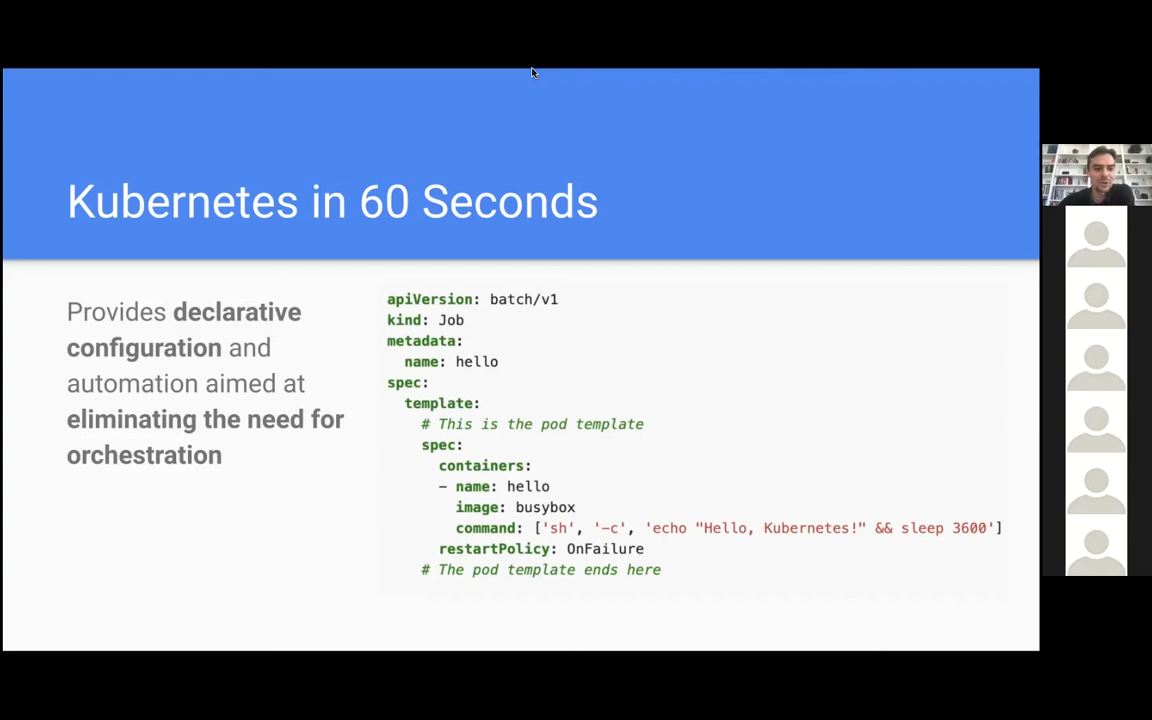 Kubernetes in 60 Seconds
Provides declarative
configuration and
automation aimed at
eliminating the need for
orchestration
apiVersion: batch/v1
kind: Job
metadata:
  name: hello
spec:
  template:
    # This is the pod template
    spec:
      containers:
      - name: hello
        image: busybox
        command: ['sh', '-c', 'echo "Hello, Kubernetes!" && sleep 3600']
      restartPolicy: OnFailure
    # The pod template ends here